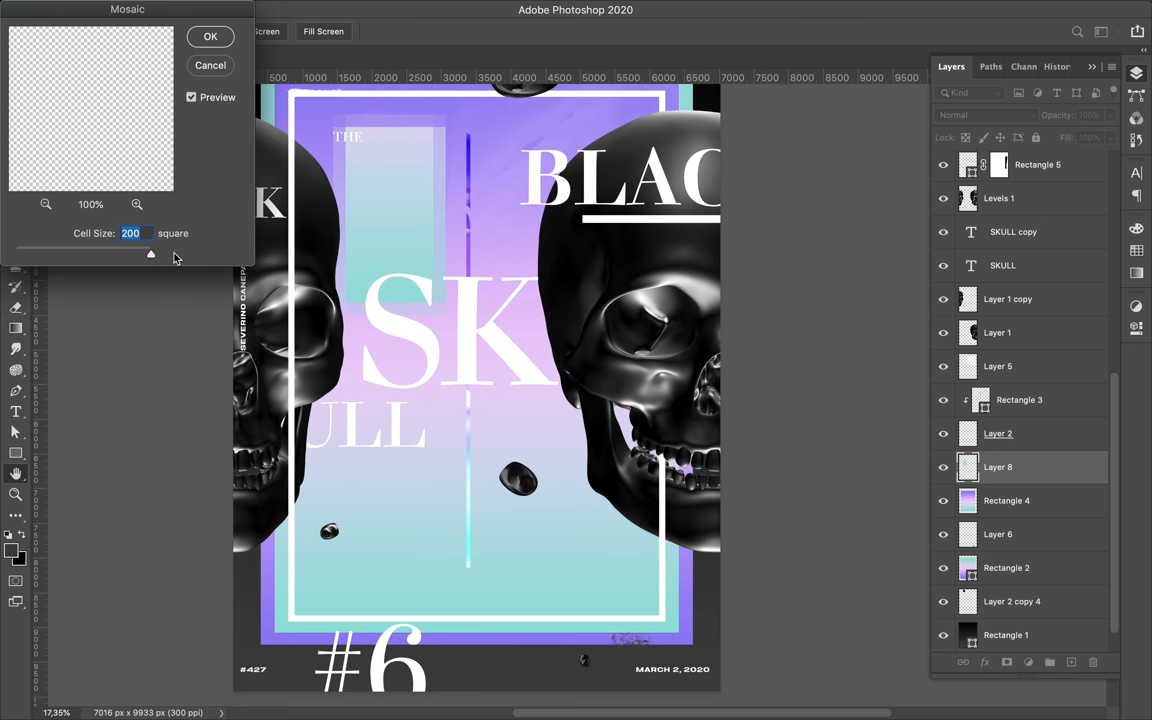 Mosaic
Adobe Photoshop 2020
OK
Cancel
Preview
100%
Cell Size: 200 square
Screen
Fill Screen
500 1000 1500 2000 2500 3000 3500 4000 4500 5000 5500 6000 6500 7000 7500 8000 8500 9000 9500
THE
BLAC
K
SK
ULL
SEVERINO CANEPA
#6
#427
MARCH 2, 2020
Layers
Paths
Chann
Histor
Kind
Normal
Opacity: 100%
Lock:
Fill: 100%
Rectangle 5
Levels 1
SKULL copy
SKULL
Layer 1 copy
Layer 1
Layer 5
Rectangle 3
Layer 2
Layer 8
Rectangle 4
Layer 6
Rectangle 2
Layer 2 copy 4
Rectangle 1
17,35%
7016 px x 9933 px (300 ppi)